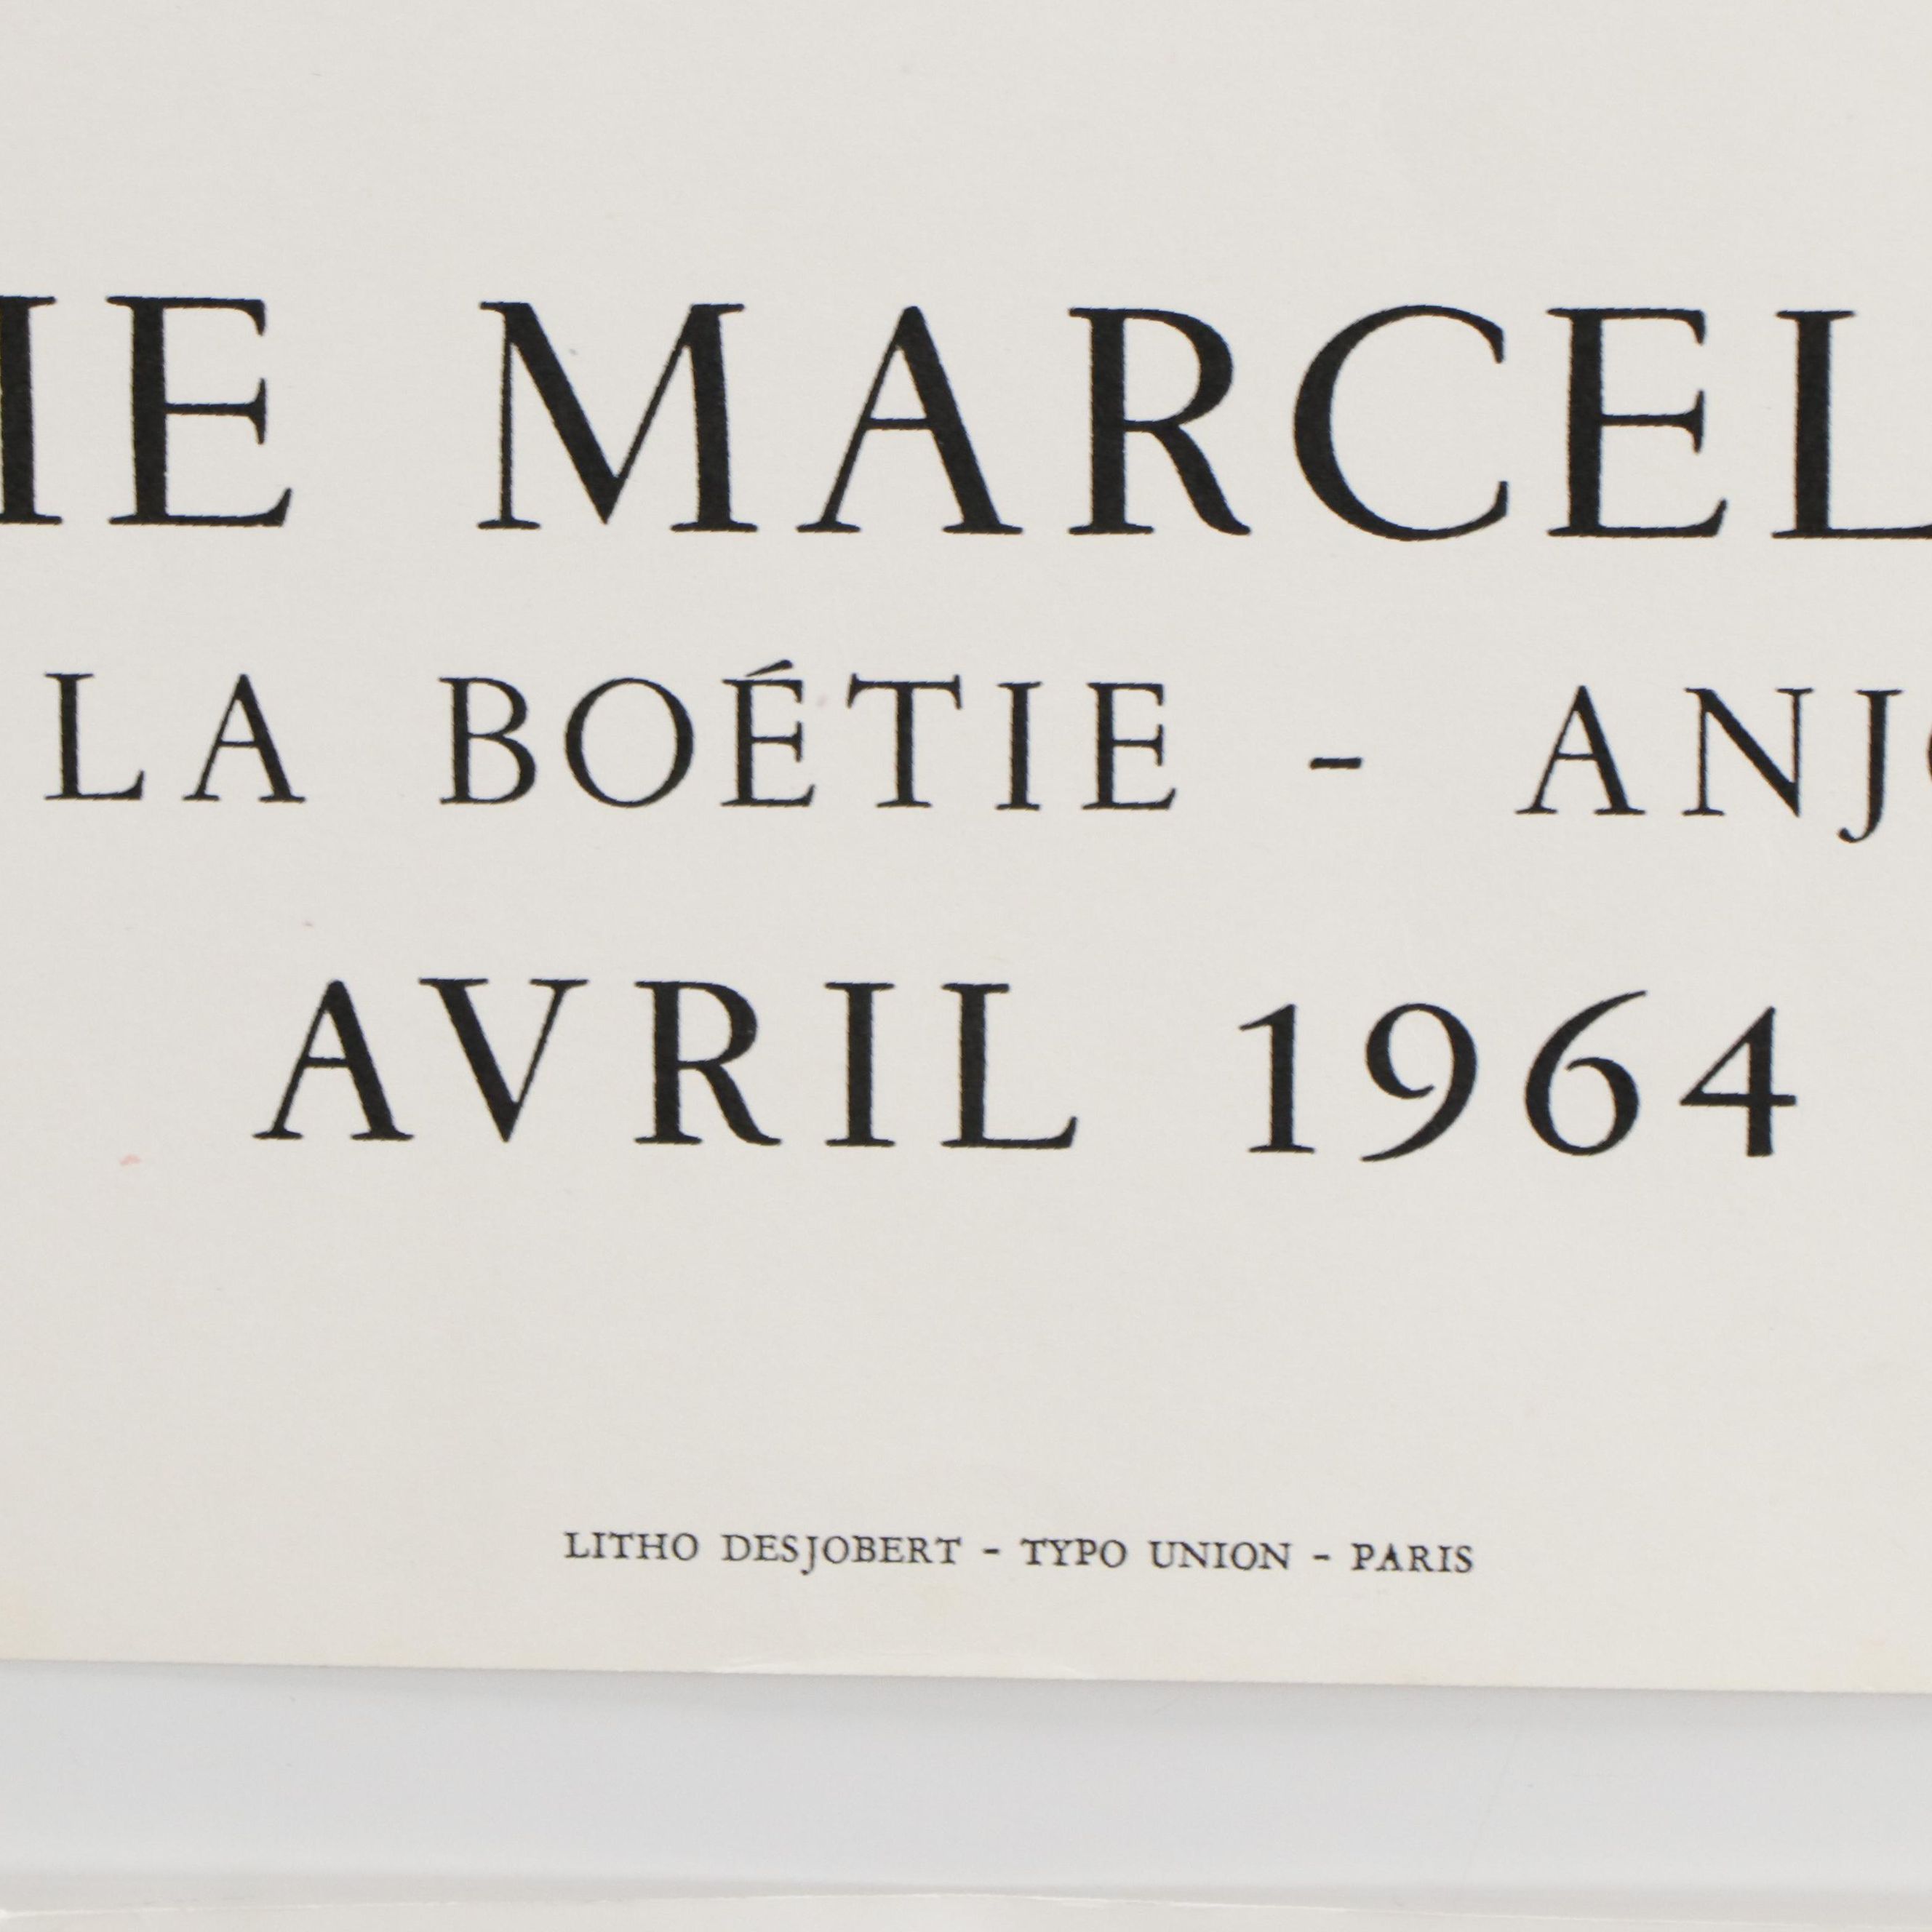 IE MARCEL
LA BOÉTIE - ANJ
AVRIL 1964
LITHO DESJOBERT - TYPO UNION - PARIS